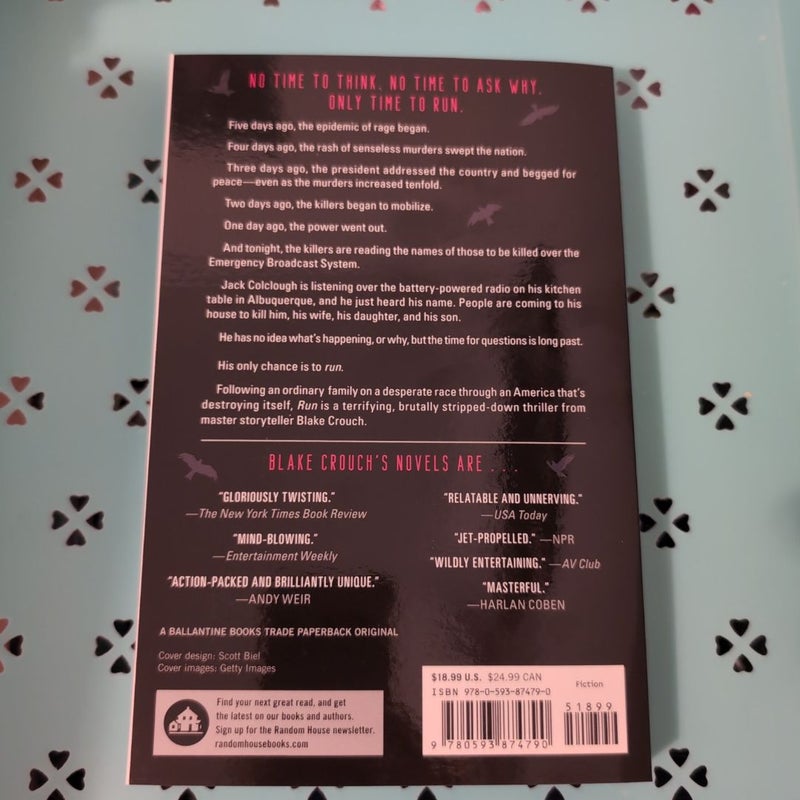 NO TIME TO THINK. NO TIME TO ASK WHY.
ONLY TIME TO RUN.
Five days ago, the epidemic of rage began.
Four days ago, the rash of senseless murders swept the nation.
Three days ago, the president addressed the country and begged for
peace—even as the murders increased tenfold.
Two days ago, the killers began to mobilize.
One day ago, the power went out.
And tonight, the killers are reading the names of those to be killed over the
Emergency Broadcast System.
Jack Colclough is listening over the battery-powered radio on his kitchen
table in Albuquerque, and he just heard his name. People are coming to his
house to kill him, his wife, his daughter, and his son.
He has no idea what's happening, or why, but the time for questions is long past.
His only chance is to run.
Following an ordinary family on a desperate race through an America that's
destroying itself, Run is a terrifying, brutally stripped-down thriller from
master storyteller Blake Crouch.
BLAKE CROUCH'S NOVELS ARE . . .
"GLORIOUSLY TWISTING."
—The New York Times Book Review
"MIND-BLOWING."
—Entertainment Weekly
"ACTION-PACKED AND BRILLIANTLY UNIQUE."
—ANDY WEIR
"RELATABLE AND UNNERVING."
—USA Today
"JET-PROPELLED." —NPR
"WILDLY ENTERTAINING." —AV Club
"MASTERFUL."
—HARLAN COBEN
A BALLANTINE BOOKS TRADE PAPERBACK ORIGINAL
Cover design: Scott Biel
Cover images: Getty Images
Find your next great read, and get
the latest on our books and authors.
Sign up for the Random House newsletter.
randomhousebooks.com
$18.99 U.S. $24.99 CAN
Fiction
ISBN 978-0-593-87479-0
51899
9 780593 874790